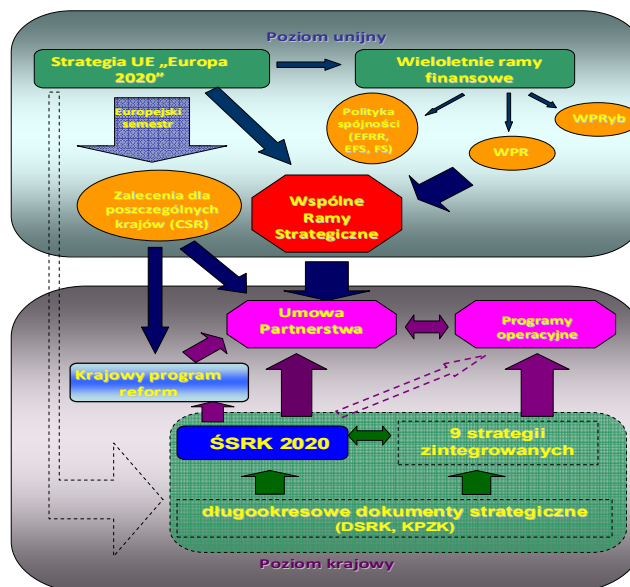 Poziom unijny
Strategia UE „Europa
2020”
Wieloletnie ramy
finansowe
Europejski
semestr
Polityka
spójności
(EFRR,
EFS, FS)
WPR
WPRyb
Zalecenia dla
poszczególnych
krajów (CSR)
Wspólne
Ramy
Strategiczne
Umowa
Partnerstwa
Programy
operacyjne
Krajowy program
reform
ŚSRK 2020
9 strategii
zintegrowanych
długookresowe dokumenty strategiczne
(DSRK, KPZK)
Poziom krajowy